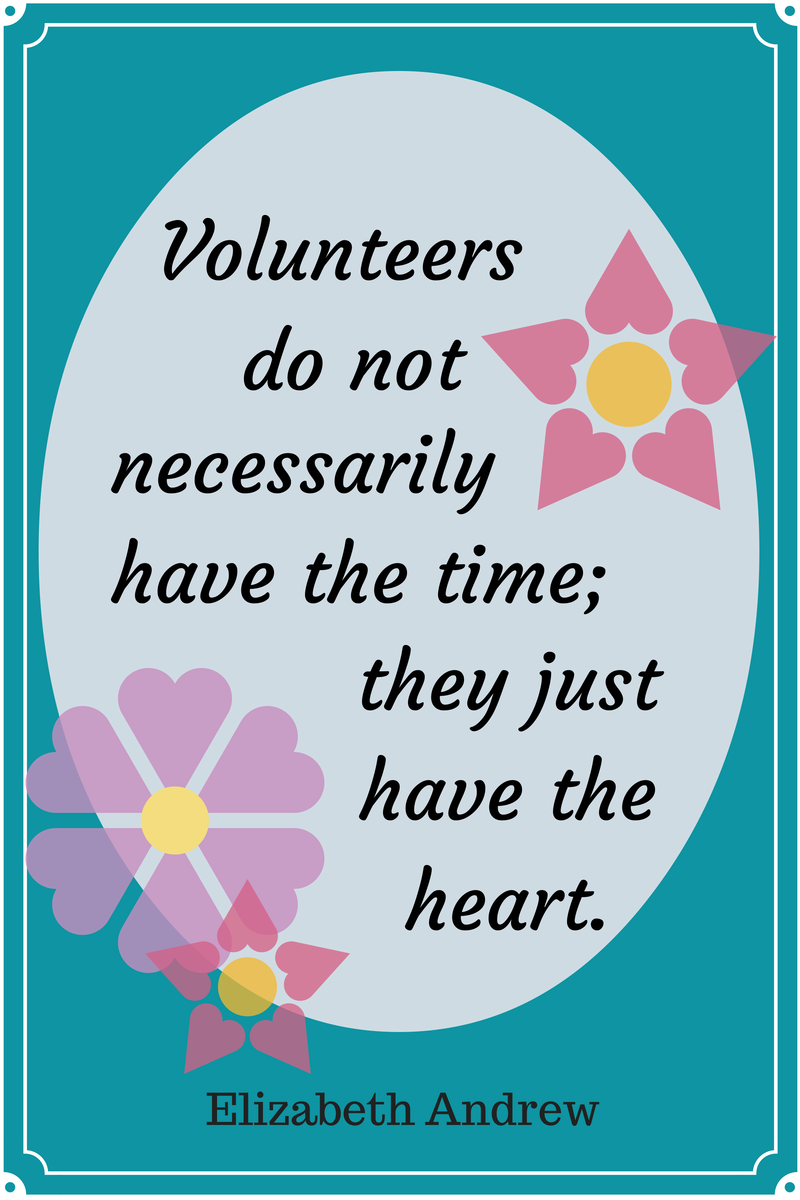 Volunteers
do not
necessarily
have the time;
they just
have the
heart.
Elizabeth Andrew